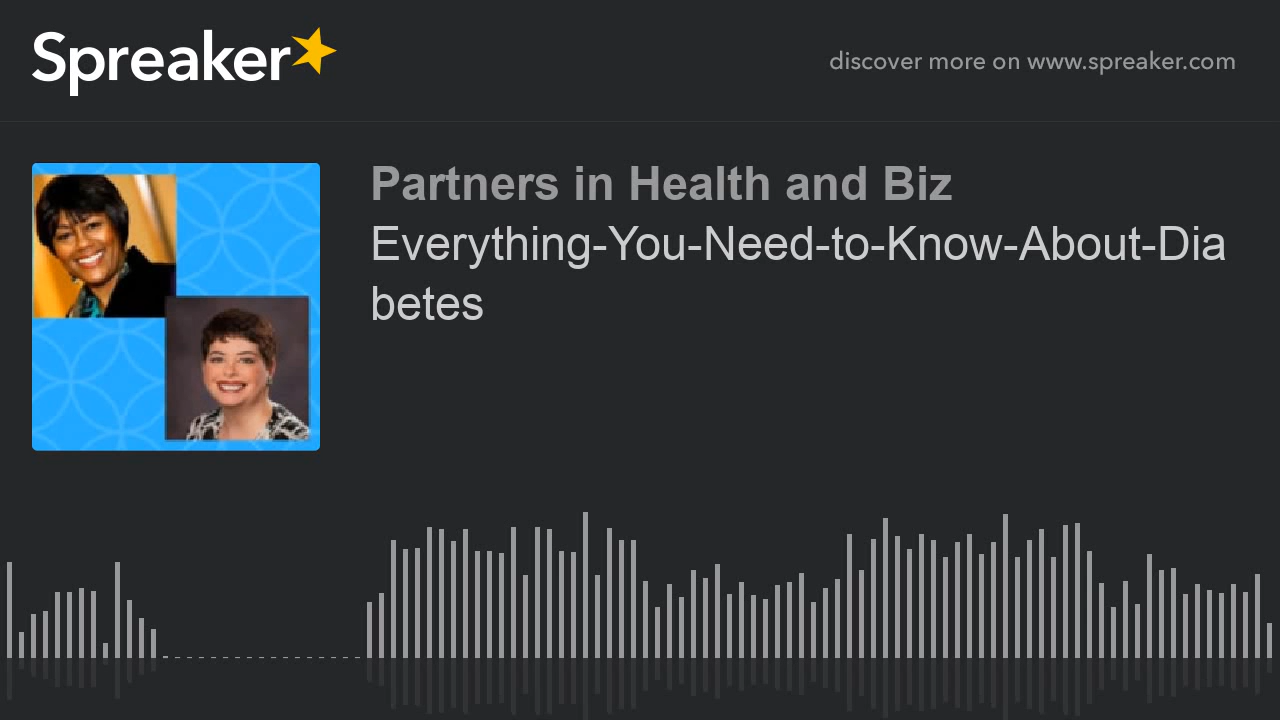 Spreaker
discover more on www.spreaker.com
Partners in Health and Biz
Everything-You-Need-to-Know-About-Dia
betes